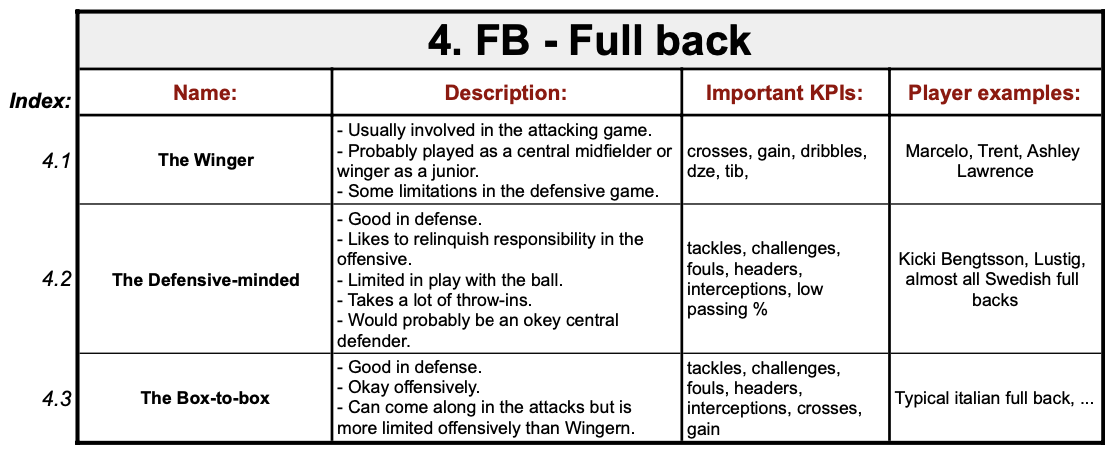 4. FB - Full back
Index:
Name:
Description:
Important KPIs:
Player examples:
4.1
The Winger
- Usually involved in the attacking game.
- Probably played as a central midfielder or
winger as a junior.
- Some limitations in the defensive game.
crosses, gain, dribbles,
dze, tib,
Marcelo, Trent, Ashley
Lawrence
4.2
The Defensive-minded
- Good in defense.
- Likes to relinquish responsibility in the
offensive.
- Limited in play with the ball.
- Takes a lot of throw-ins.
- Would probably be an okey central
defender.
tackles, challenges,
fouls, headers,
interceptions, low
passing %
Kicki Bengtsson, Lustig,
almost all Swedish full
backs
4.3
The Box-to-box
- Good in defense.
- Okay offensively.
- Can come along in the attacks but is
more limited offensively than Wingern.
tackles, challenges,
fouls, headers,
interceptions, crosses,
gain
Typical italian full back, ...